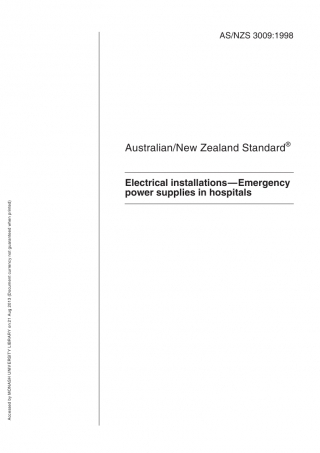 AS/NZS 3009:1998
Australian/New Zealand Standard®
Electrical installations—Emergency
power supplies in hospitals
Accessed by MONASH UNIVERSITY LIBRARY on 21 Aug 2013 (Document currency not guaranteed when printed)